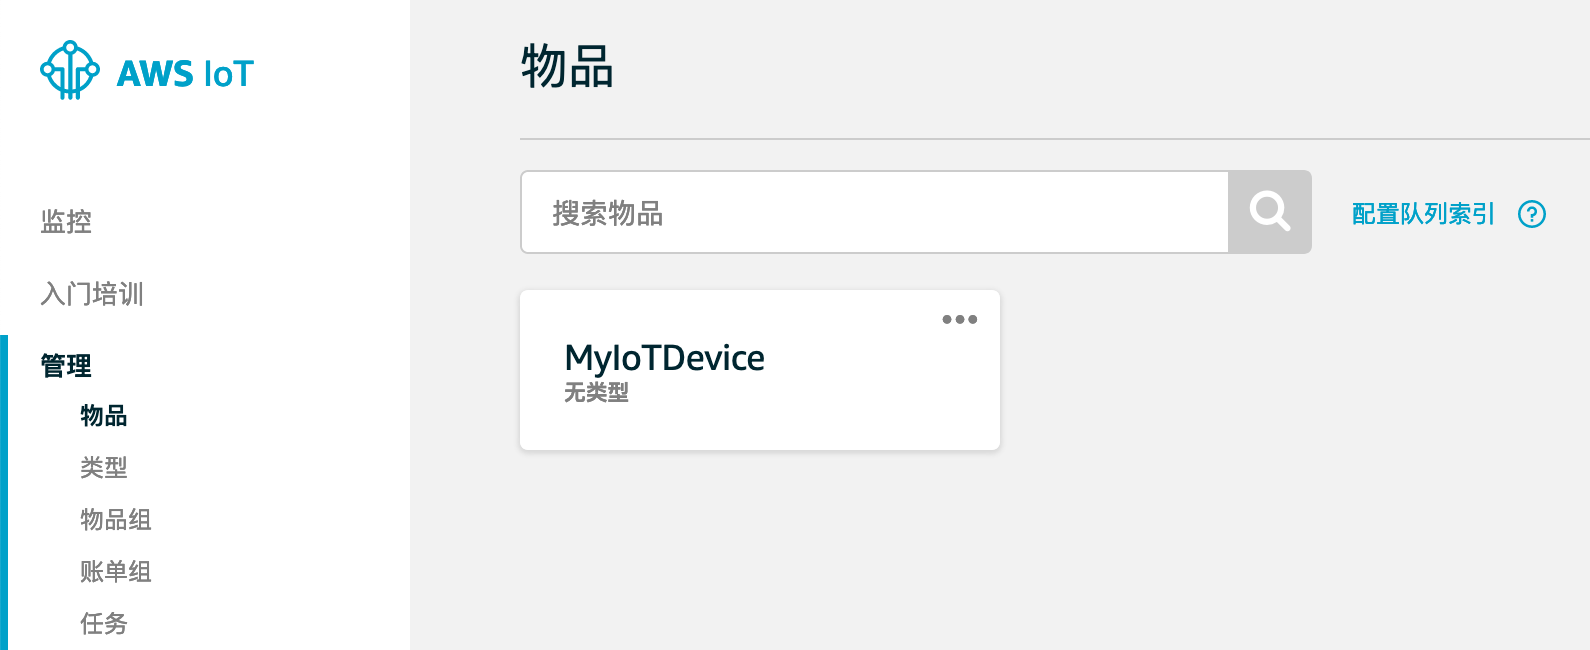 AWS IoT
监控
入门培训
管理
物品
类型
物品组
账单组
任务
物品
搜索物品
配置队列索引
MyIoTDevice
无类型